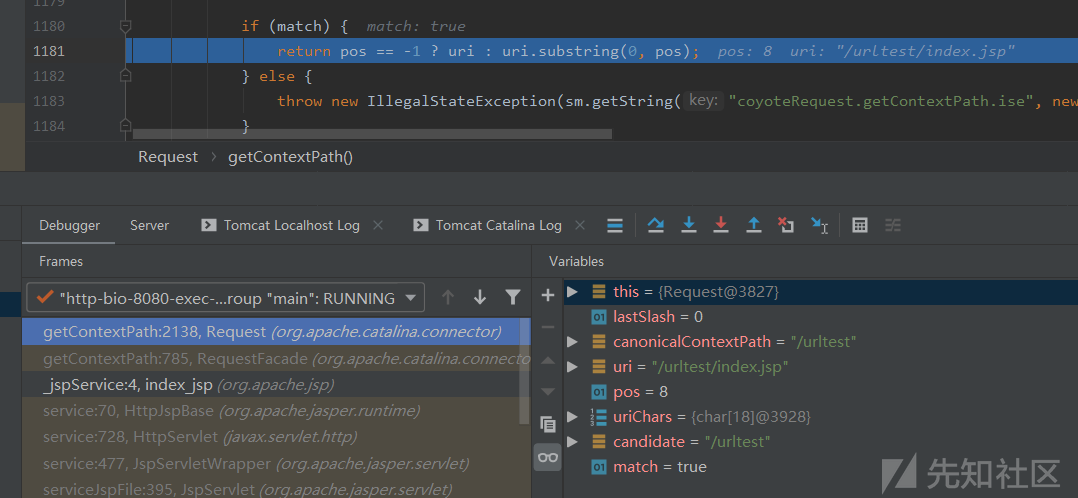 1179
1180 if (match) { match: true
1181 return pos == -1 ? uri : uri.substring(0, pos); pos: 8 uri: "/urltest/index.jsp"
1182 } else {
1183 throw new IllegalStateException(sm.getString( key: "coyoteRequest.getContextPath.ise", new
1184 }
Request > getContextPath()
Debugger Server Tomcat Localhost Log Tomcat Catalina Log
Frames Variables
"http-bio-8080-exec-...roup "main": RUNNING
getContextPath:2138, Request (org.apache.catalina.connector)
getContextPath:785, RequestFacade (org.apache.catalina.connecto
_jspService:4, index_jsp (org.apache.jsp)
service:70, HttpJspBase (org.apache.jasper.runtime)
service:728, HttpServlet (javax.servlet.http)
service:477, JspServletWrapper (org.apache.jasper.servlet)
serviceJspFile:395, JspServlet (org.apache.jasper.servlet)
this = {Request@3827}
01 lastSlash = 0
canonicalContextPath = "/urltest"
uri = "/urltest/index.jsp"
01 pos = 8
uriChars = {char[18]@3928}
candidate = "/urltest"
01 match = true
先知社区